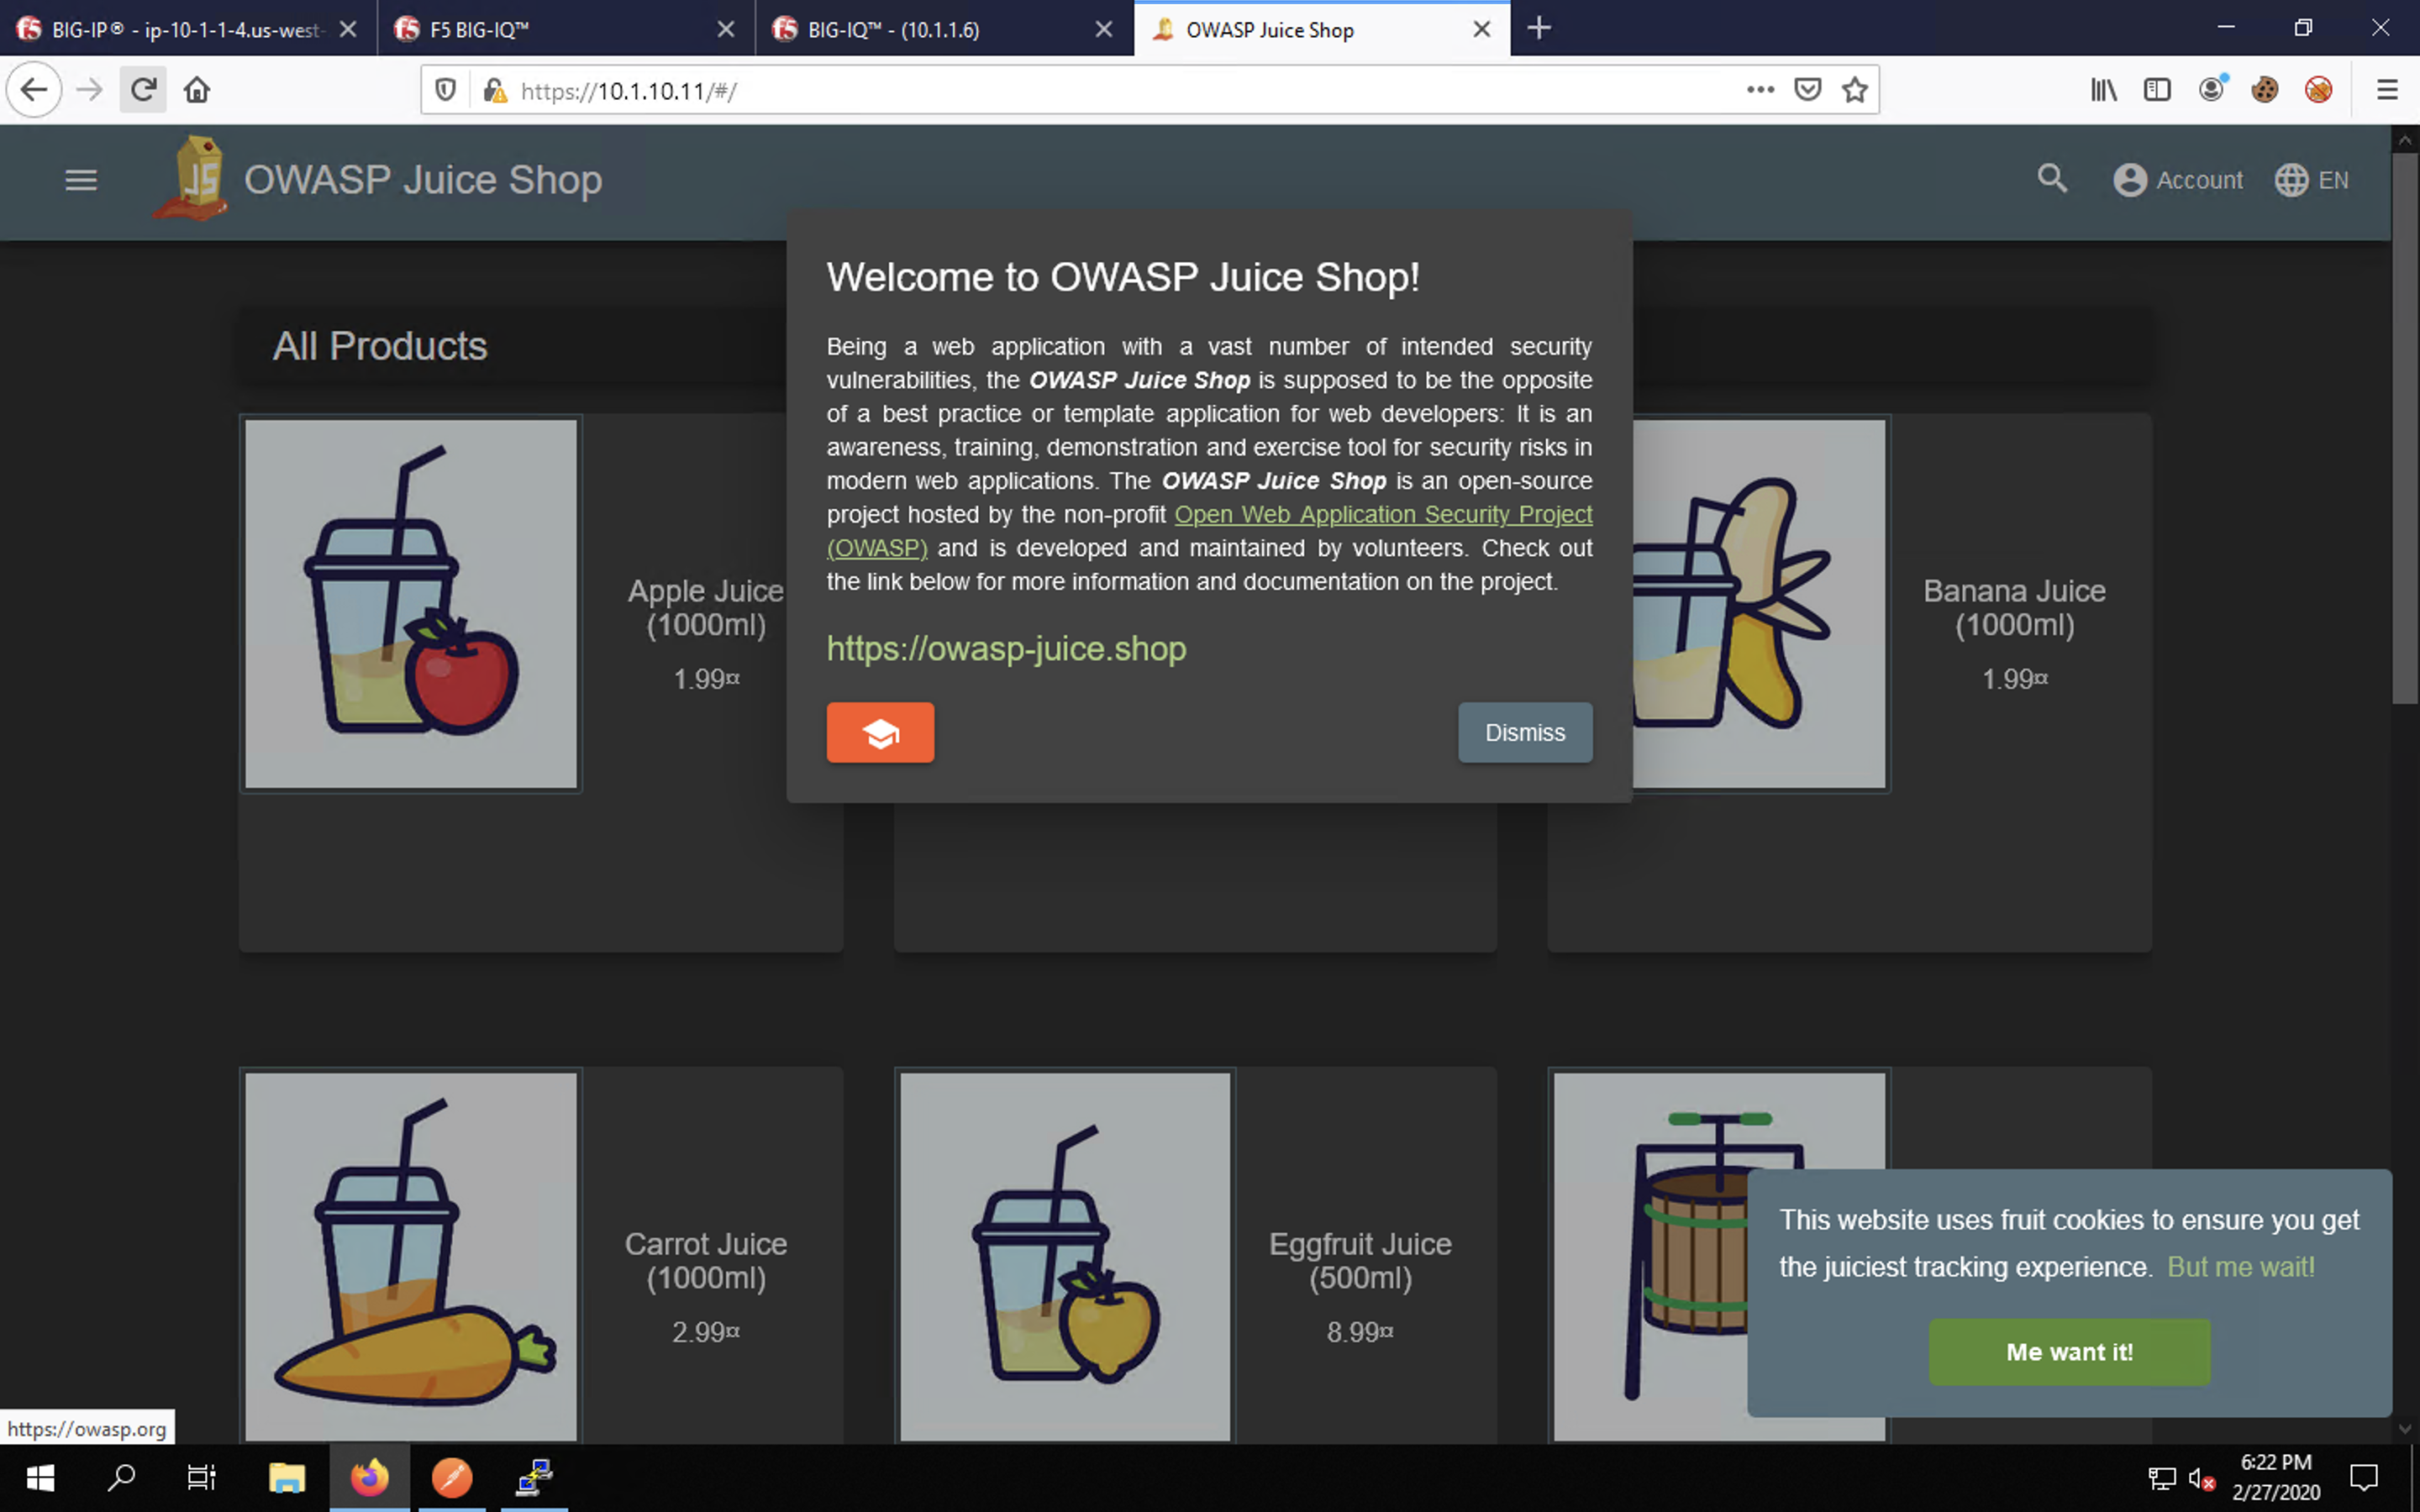 BIG-IP® - ip-10-1-1-4.us-west-
F5 BIG-IQ™
BIG-IQ™ - (10.1.1.6)
OWASP Juice Shop
https://10.1.10.11/#/
OWASP Juice Shop
Account
EN
All Products
Welcome to OWASP Juice Shop!
Being a web application with a vast number of intended security
vulnerabilities, the OWASP Juice Shop is supposed to be the opposite
of a best practice or template application for web developers: It is an
awareness, training, demonstration and exercise tool for security risks in
modern web applications. The OWASP Juice Shop is an open-source
project hosted by the non-profit Open Web Application Security Project
(OWASP) and is developed and maintained by volunteers. Check out
the link below for more information and documentation on the project.
https://owasp-juice.shop
Dismiss
Apple Juice
(1000ml)
1.99¤
Banana Juice
(1000ml)
1.99¤
Carrot Juice
(1000ml)
2.99¤
Eggfruit Juice
(500ml)
8.99¤
This website uses fruit cookies to ensure you get
the juiciest tracking experience. But me wait!
Me want it!
https://owasp.org
6:22 PM
2/27/2020